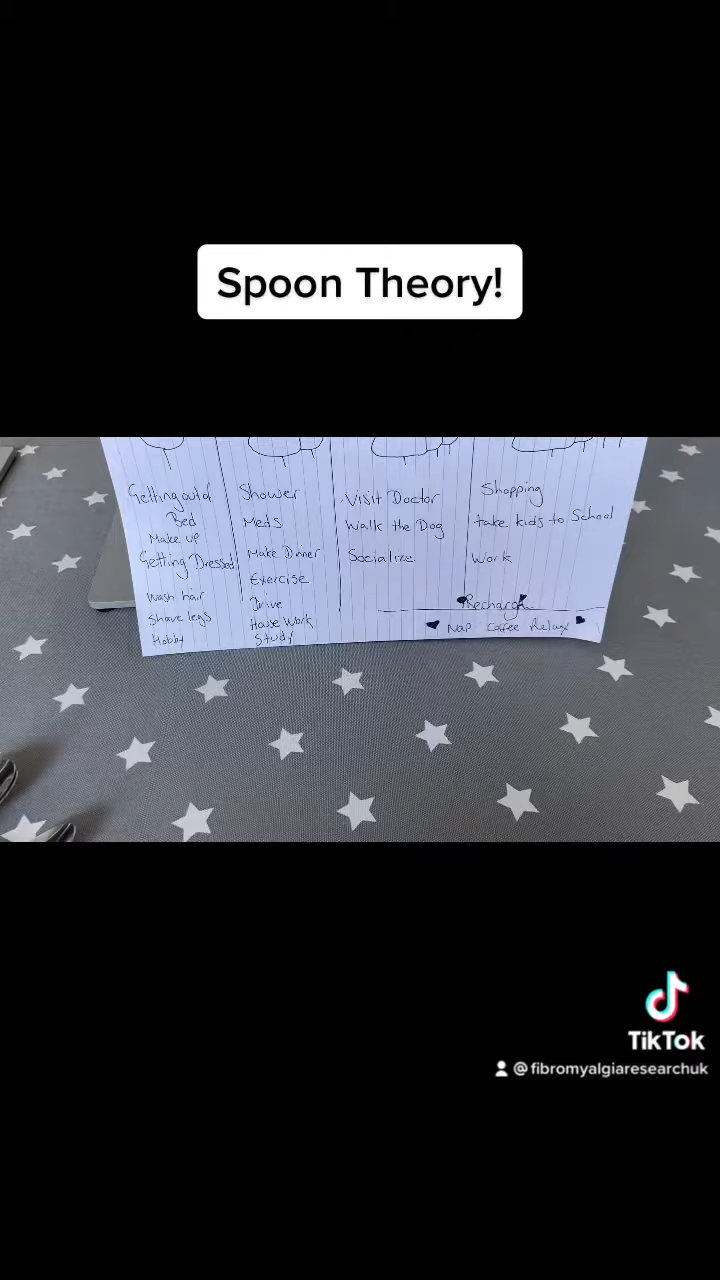 Spoon Theory!
Getting out of
Bed
Make up
Getting Dressed
Wash hair
Shave legs
Hobby
Shower
Meds
Make Dinner
Exercise
Drive
House Work
Study
Visit Doctor
Walk the Dog
Socialize
Shopping
take kids to School
Work
Recharge
Nap Coffee Relax
TikTok
@fibromyalgiaresearchuk